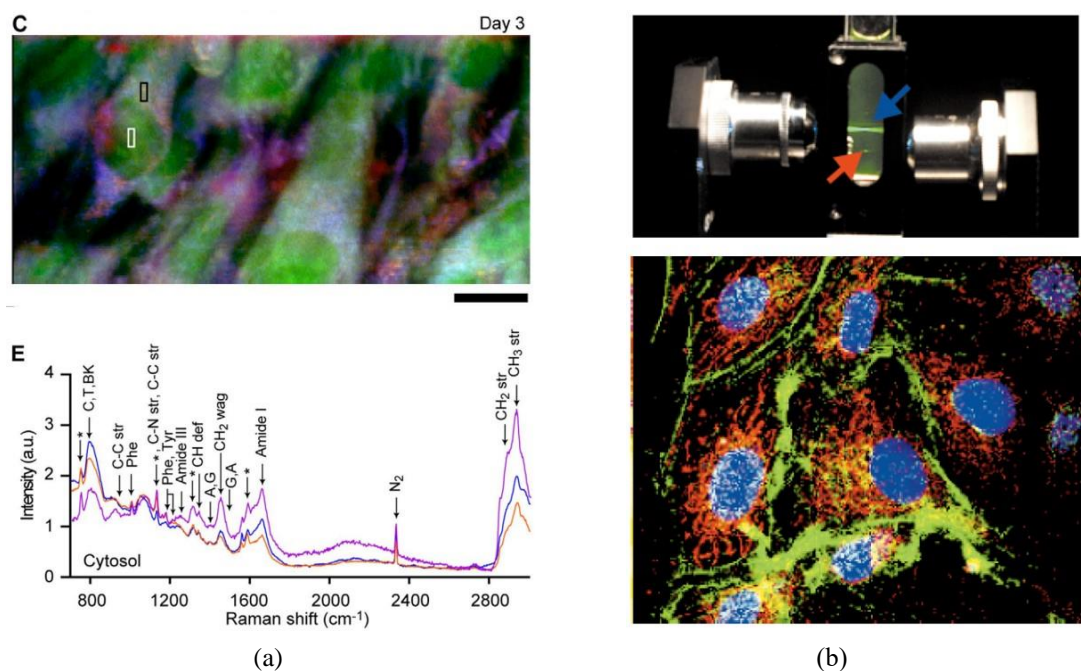 C
Day 3
E
Intensity (a.u.)
4
3
2
1
0
*
C,T,BK
C-C str
Phe
*, C-N str, C-C str
Phe, Tyr
Amide III
*
CH def
A,G
CH₂ wag
G,A
*
Amide I
N₂
CH₂ str
CH₃ str
Cytosol
800 1200 1600 2000 2400 2800
Raman shift (cm⁻¹)
(a)
(b)